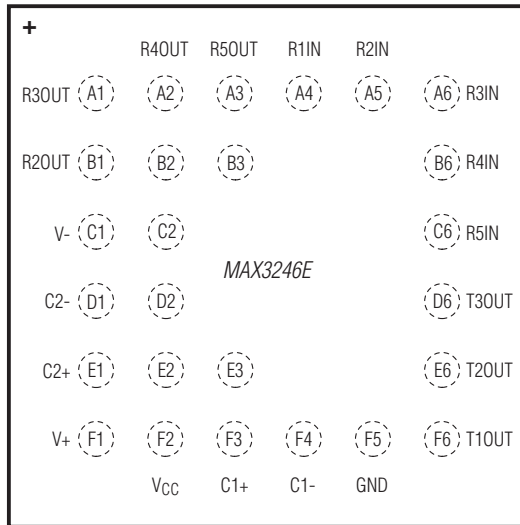 +
R4OUT R5OUT R1IN R2IN
R3OUT A1 A2 A3 A4 A5 A6 R3IN
R2OUT B1 B2 B3 B6 R4IN
V- C1 C2 C6 R5IN
MAX3246E
C2- D1 D2 D6 T3OUT
C2+ E1 E2 E3 E6 T2OUT
V+ F1 F2 F3 F4 F5 F6 T1OUT
VCC C1+ C1- GND